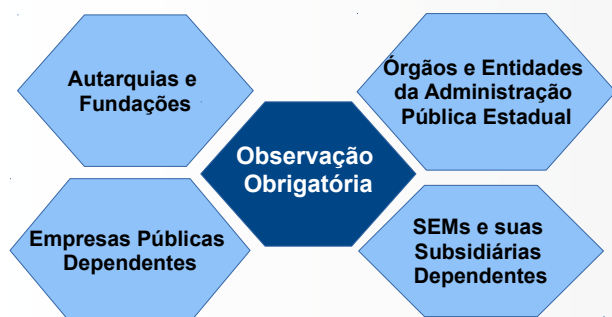 Autarquias e
Fundações
Órgãos e Entidades
da Administração
Pública Estadual
Observação
Obrigatória
Empresas Públicas
Dependentes
SEMs e suas
Subsidiárias
Dependentes